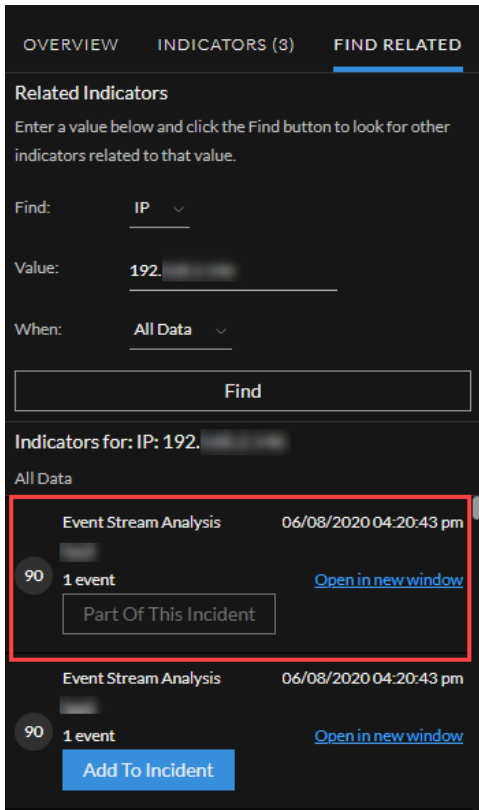 OVERVIEW INDICATORS (3) FIND RELATED
Related Indicators
Enter a value below and click the Find button to look for other
indicators related to that value.
Find: IP
Value: 192.
When: All Data
Find
Indicators for: IP: 192.
All Data
Event Stream Analysis 06/08/2020 04:20:43 pm
90 1 event Open in new window
Part Of This Incident
Event Stream Analysis 06/08/2020 04:20:43 pm
90 1 event Open in new window
Add To Incident